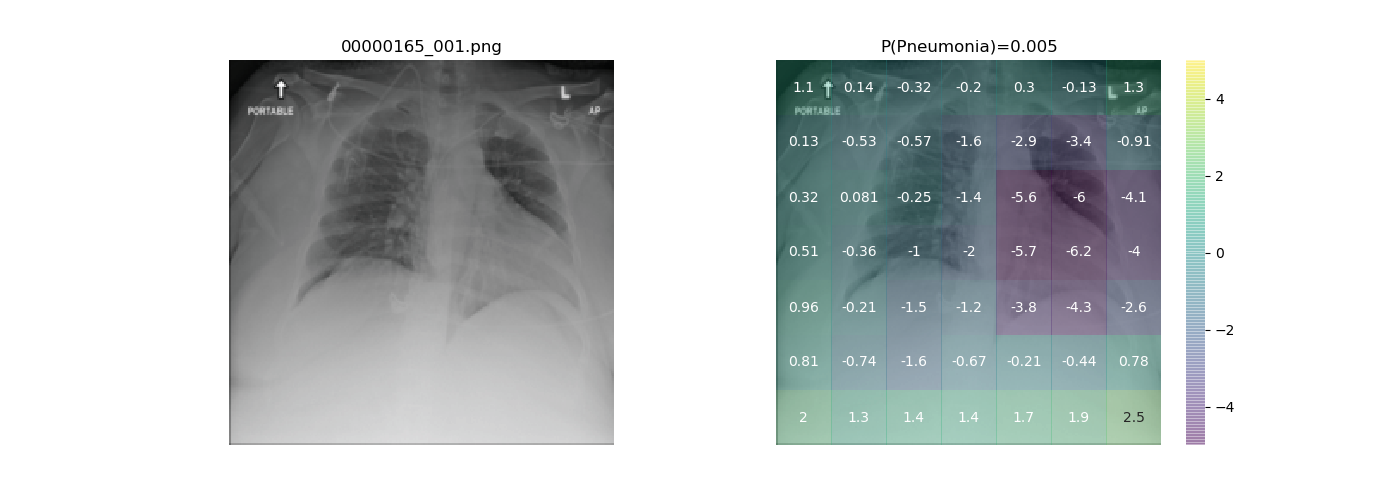 00000165_001.png
PORTABLE
L
AP
P(Pneumonia)=0.005
1.1 0.14 -0.32 -0.2 0.3 -0.13 1.3
PORTABLE
L
AP
0.13 -0.53 -0.57 -1.6 -2.9 -3.4 -0.91
0.32 0.081 -0.25 -1.4 -5.6 -6 -4.1
0.51 -0.36 -1 -2 -5.7 -6.2 -4
0.96 -0.21 -1.5 -1.2 -3.8 -4.3 -2.6
0.81 -0.74 -1.6 -0.67 -0.21 -0.44 0.78
2 1.3 1.4 1.4 1.7 1.9 2.5
4
2
0
−2
−4